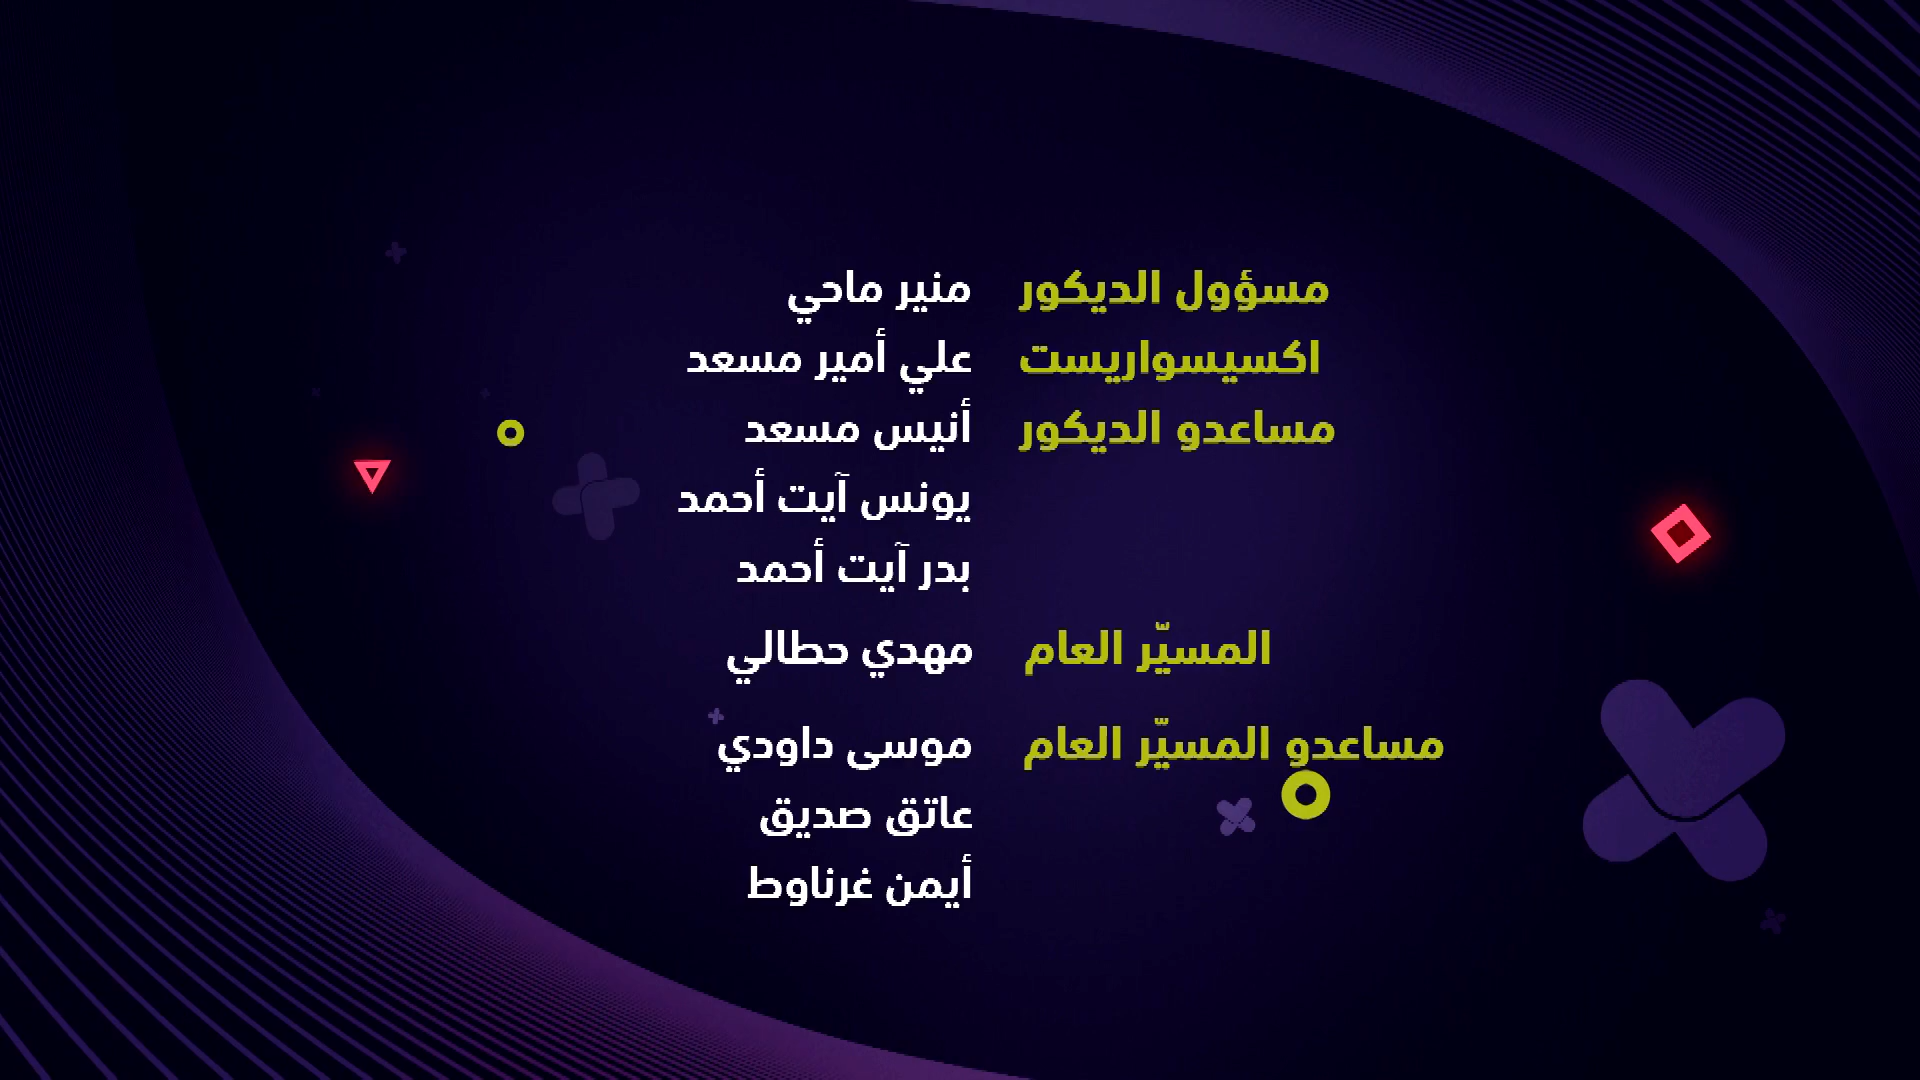 مسؤول الديكور منير ماحي
اكسيسواريست علي أمير مسعد
مساعدو الديكور أنيس مسعد
يونس آيت أحمد
بدر آيت أحمد
المسيّر العام مهدي حطالي
مساعدو المسيّر العام موسى داودي
عاتق صديق
أيمن غرناوط